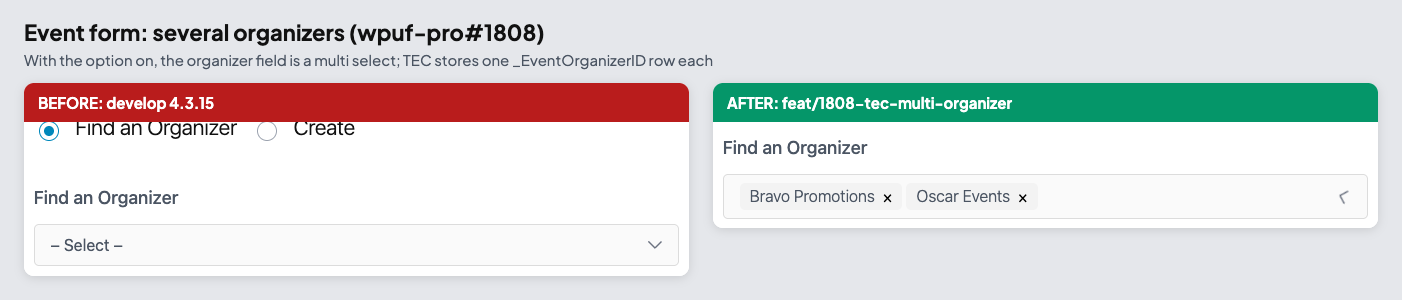 Event form: several organizers (wpuf-pro#1808)
With the option on, the organizer field is a multi select; TEC stores one _EventOrganizerID row each
BEFORE: develop 4.3.15
Find an Organizer Create
Find an Organizer
– Select –
AFTER: feat/1808-tec-multi-organizer
Find an Organizer
Bravo Promotions × Oscar Events ×